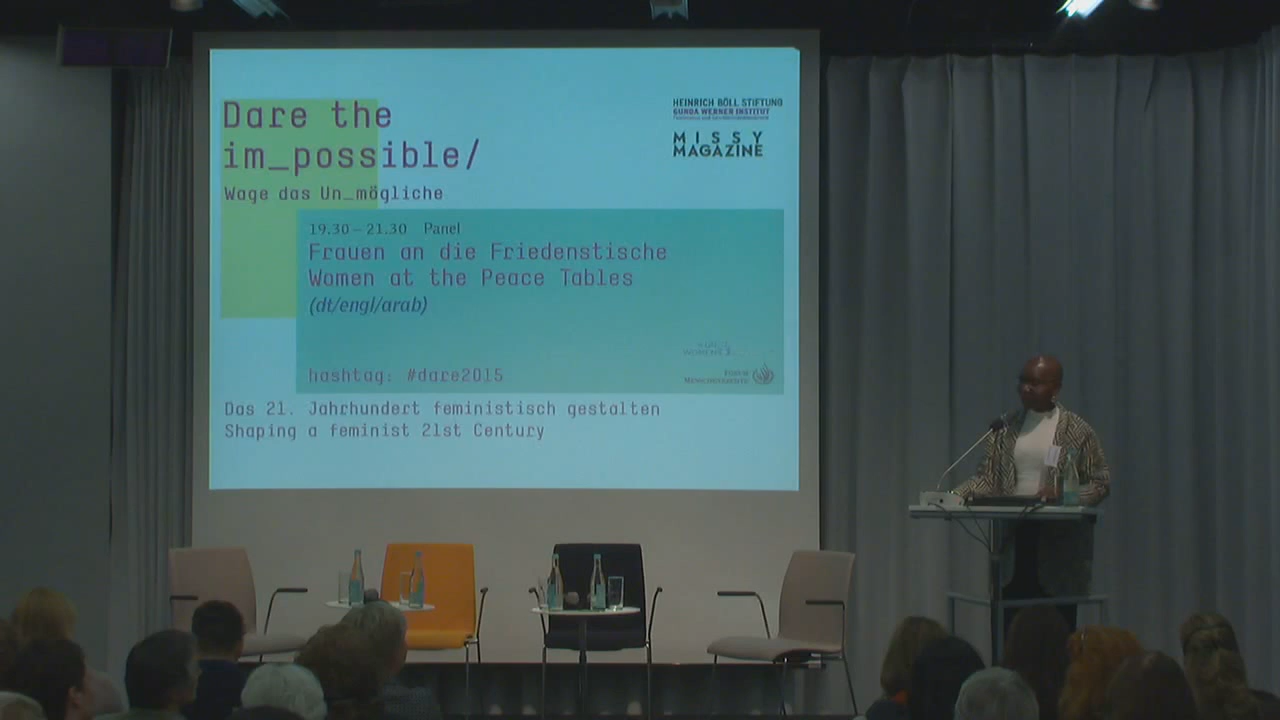 Dare the
im_possible/
Wage das Un_mögliche
HEINRICH BÖLL STIFTUNG
GUNDA WERNER INSTITUT
MISSY
MAGAZINE
19.30 – 21.30 Panel
Frauen an die Friedenstische
Women at the Peace Tables
(dt/engl/arab)
hashtag: #dare2015
FORUM
MENSCHENRECHTE
Das 21. Jahrhundert feministisch gestalten
Shaping a feminist 21st Century